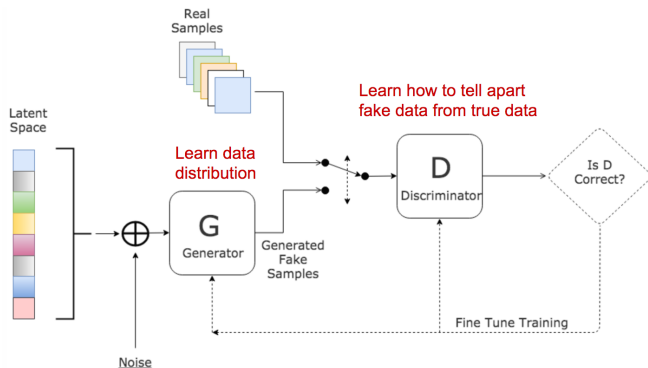 Real
Samples
Learn how to tell apart
fake data from true data
Latent
Space
Learn data
distribution
D
Discriminator
Is D
Correct?
G
Generator
Generated
Fake
Samples
Fine Tune Training
Noise